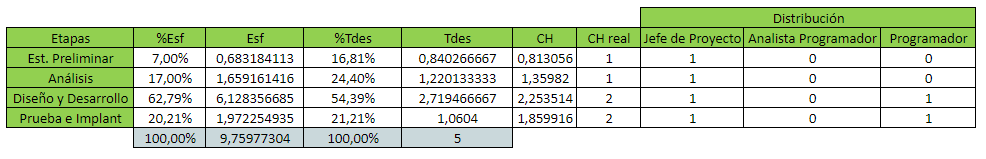 Distribución
Etapas %Esf Esf %Tdes Tdes CH CH real Jefe de Proyecto Analista Programador Programador
Est. Preliminar 7,00% 0,683184113 16,81% 0,840266667 0,813056 1 1 0 0
Análisis 17,00% 1,659161416 24,40% 1,220133333 1,35982 1 1 0 0
Diseño y Desarrollo 62,79% 6,128356685 54,39% 2,719466667 2,253514 2 1 0 1
Prueba e Implant 20,21% 1,972254935 21,21% 1,0604 1,859916 2 1 0 1
100,00% 9,75977304 100,00% 5